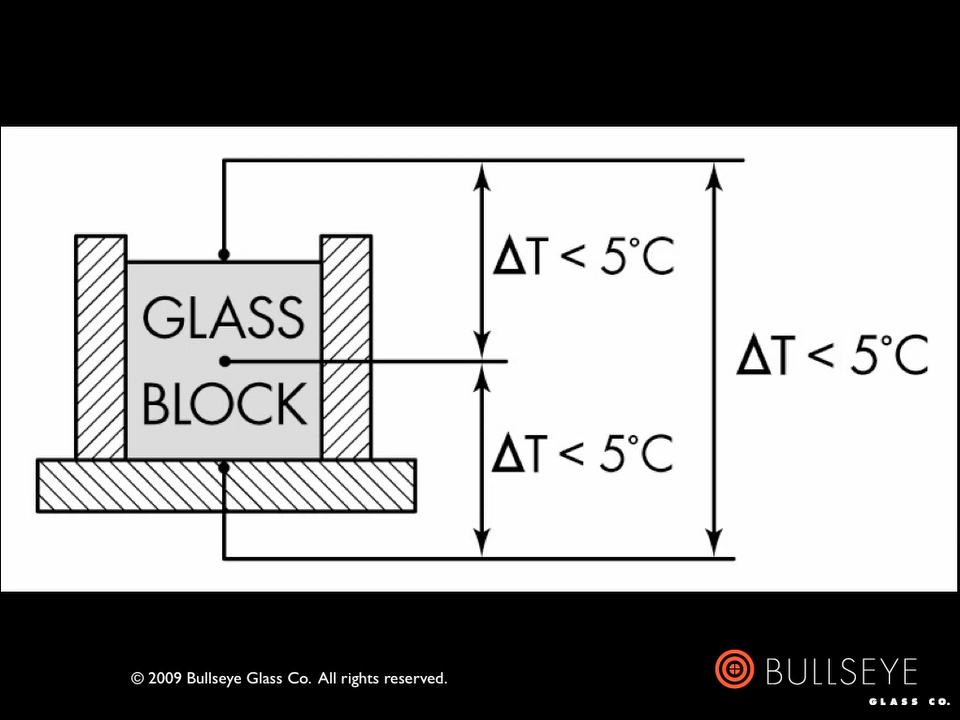 ΔT < 5°C
GLASS
BLOCK
ΔT < 5°C
ΔT < 5°C
© 2009 Bullseye Glass Co. All rights reserved.
BULLSEYE
GLASS CO.